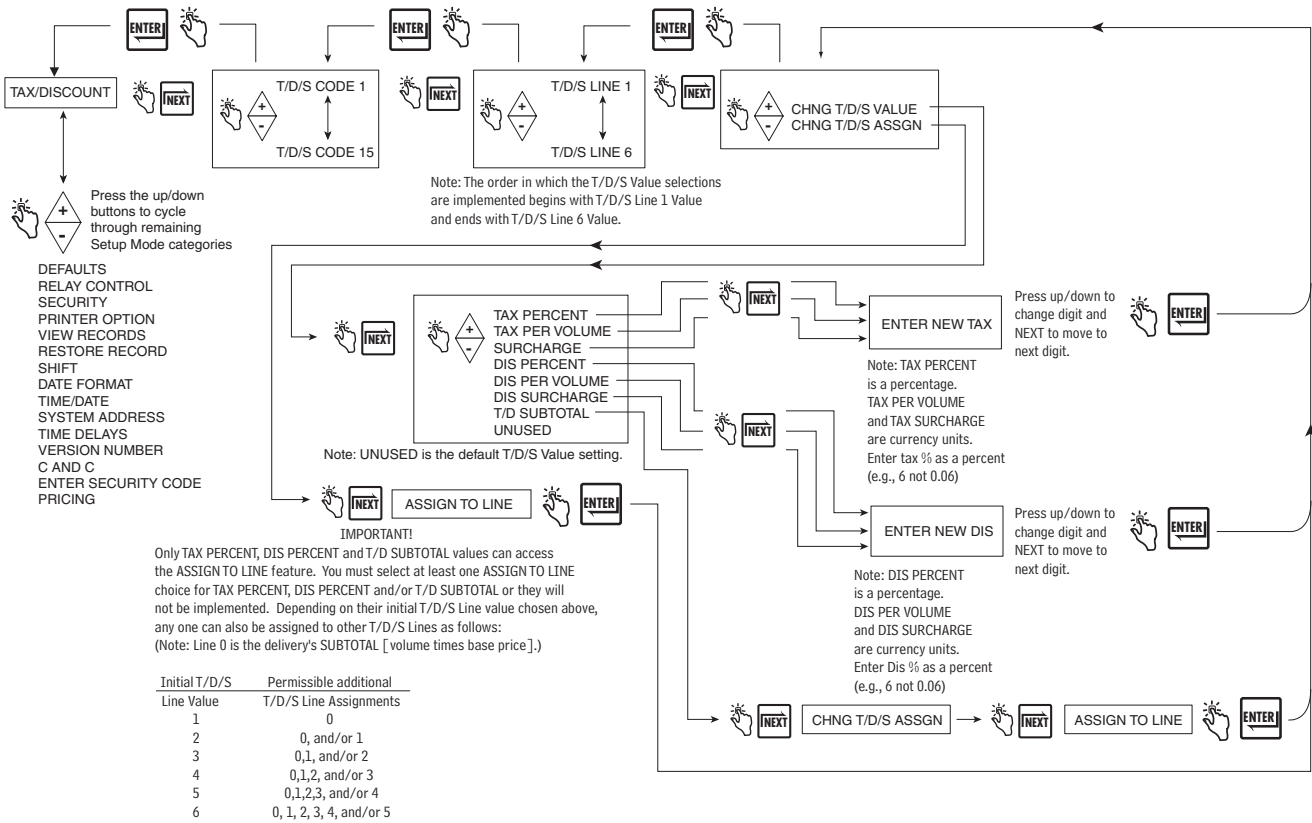 ENTER
ENTER
ENTER
TAX/DISCOUNT
NEXT
+
-
T/D/S CODE 1
T/D/S CODE 15
NEXT
+
-
T/D/S LINE 1
T/D/S LINE 6
NEXT
+
-
CHNG T/D/S VALUE
CHNG T/D/S ASSGN
Note: The order in which the T/D/S Value selections
are implemented begins with T/D/S Line 1 Value
and ends with T/D/S Line 6 Value.
+
-
Press the up/down
buttons to cycle
through remaining
Setup Mode categories
DEFAULTS
RELAY CONTROL
SECURITY
PRINTER OPTION
VIEW RECORDS
RESTORE RECORD
SHIFT
DATE FORMAT
TIME/DATE
SYSTEM ADDRESS
TIME DELAYS
VERSION NUMBER
C AND C
ENTER SECURITY CODE
PRICING
NEXT
+
-
TAX PERCENT
TAX PER VOLUME
SURCHARGE
DIS PERCENT
DIS PER VOLUME
DIS SURCHARGE
T/D SUBTOTAL
UNUSED
Note: UNUSED is the default T/D/S Value setting.
NEXT
ENTER NEW TAX
Press up/down to
change digit and
NEXT to move to
next digit.
ENTER
Note: TAX PERCENT
is a percentage.
TAX PER VOLUME
and TAX SURCHARGE
are currency units.
Enter tax % as a percent
(e.g., 6 not 0.06)
NEXT
ENTER NEW DIS
Press up/down to
change digit and
NEXT to move to
next digit.
ENTER
Note: DIS PERCENT
is a percentage.
DIS PER VOLUME
and DIS SURCHARGE
are currency units.
Enter Dis % as a percent
(e.g., 6 not 0.06)
NEXT
ASSIGN TO LINE
ENTER
IMPORTANT!
Only TAX PERCENT, DIS PERCENT and T/D SUBTOTAL values can access
the ASSIGN TO LINE feature. You must select at least one ASSIGN TO LINE
choice for TAX PERCENT, DIS PERCENT and/or T/D SUBTOTAL or they will
not be implemented. Depending on their initial T/D/S Line value chosen above,
any one can also be assigned to other T/D/S Lines as follows:
(Note: Line 0 is the delivery's SUBTOTAL [volume times base price].)
Initial T/D/S Permissible additional
Line Value T/D/S Line Assignments
1 0
2 0, and/or 1
3 0,1, and/or 2
4 0,1,2, and/or 3
5 0,1,2,3, and/or 4
6 0, 1, 2, 3, 4, and/or 5
NEXT
CHNG T/D/S ASSGN
NEXT
ASSIGN TO LINE
ENTER